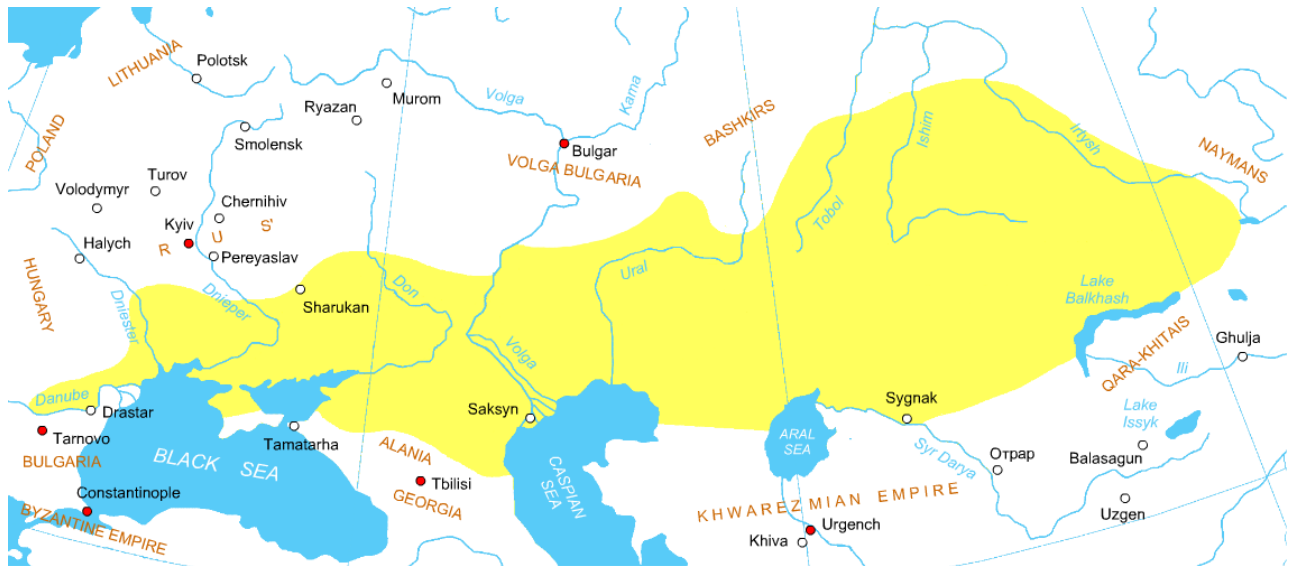 LITHUANIA
Polotsk
Ryazan
Murom
Volga
Kama
BASHKIRS
Ishim
Irtysh
NAYMANS
POLAND
Smolensk
Bulgar
VOLGA BULGARIA
Turov
Volodymyr
Chernihiv
Kyiv
R U S'
Tobol
Halych
Pereyaslav
HUNGARY
Dniester
Dnieper
Sharukan
Don
Ural
Lake
Balkhash
QARA-KHITAIS
Ghulja
Volga
Ili
Danube
Drastar
Saksyn
Sygnak
Lake
Issyk
Tarnovo
Tamatarha
ARAL
SEA
BULGARIA
BLACK SEA
ALANIA
Syr Darya
Отрар
Balasagun
Tbilisi
CASPIAN
SEA
Constantinople
GEORGIA
KHWAREZMIAN EMPIRE
Uzgen
BYZANTINE EMPIRE
Urgench
Khiva